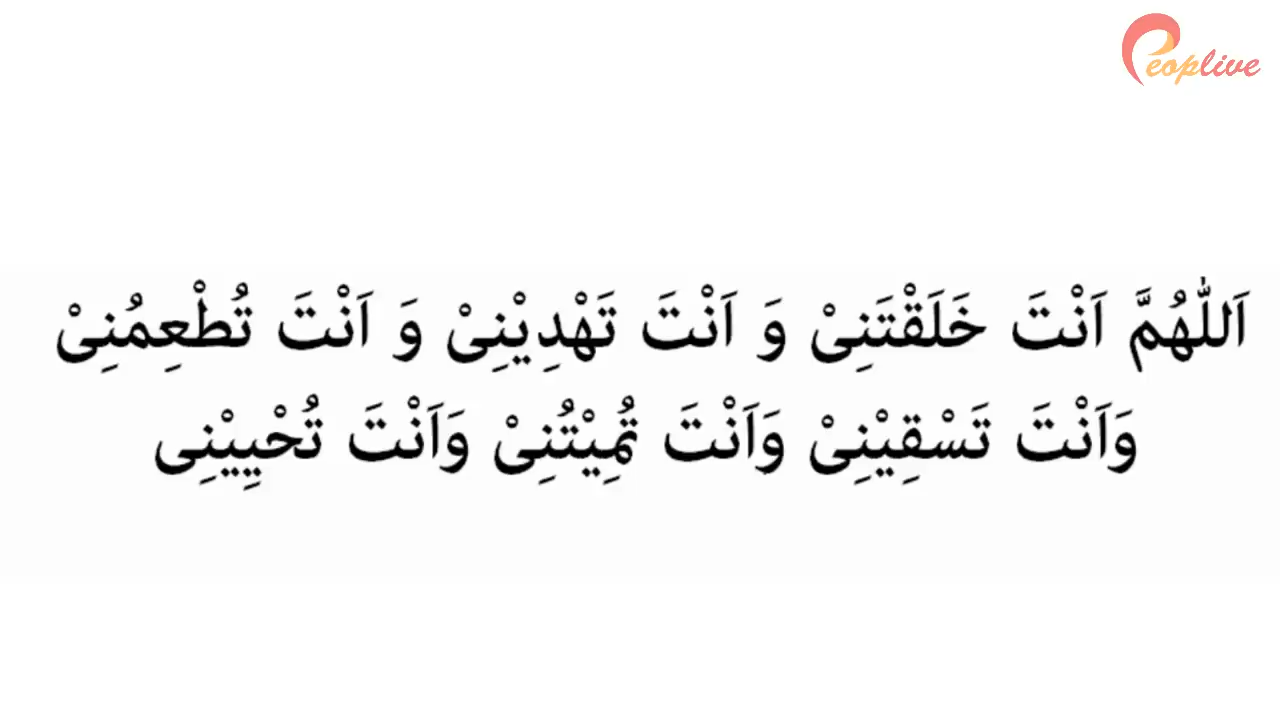 Peoplive
اَللّٰهُمَّ اَنْتَ خَلَقْتَنِىْ وَ اَنْتَ تَهْدِيْنِىْ وَ اَنْتَ تُطْعِمُنِىْ
وَاَنْتَ تَسْقِيْنِىْ وَاَنْتَ تُمِيْتُنِىْ وَاَنْتَ تُحْيِيْنِى